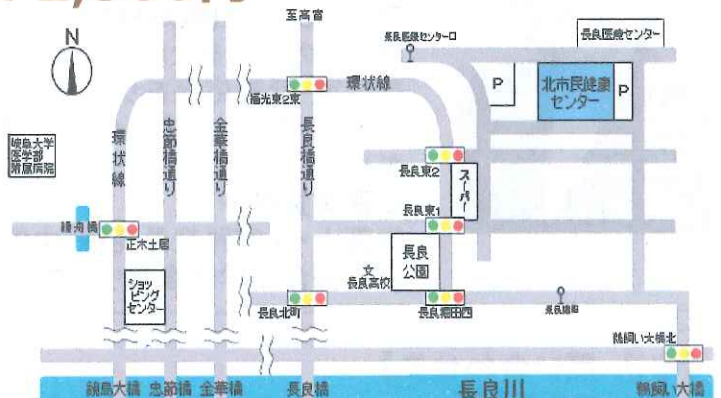 N
至高富
長良医療センター口
長良医療センター
P
北市民健康
センター
P
環状線
福光東2東
岐阜大学
医学部
附属病院
環状線
忠節橋通り
金華橋通り
長良橋通り
長良東2
スーパー
長良東1
鏡島橋
正木土居
長良
公園
文
長良高校
ショッ
ピング
センター
長良北町
長良福田四
鵜飼い大橋北
鏡島大橋
忠節橋
金華橋
長良橋
長良川
鵜飼い大橋